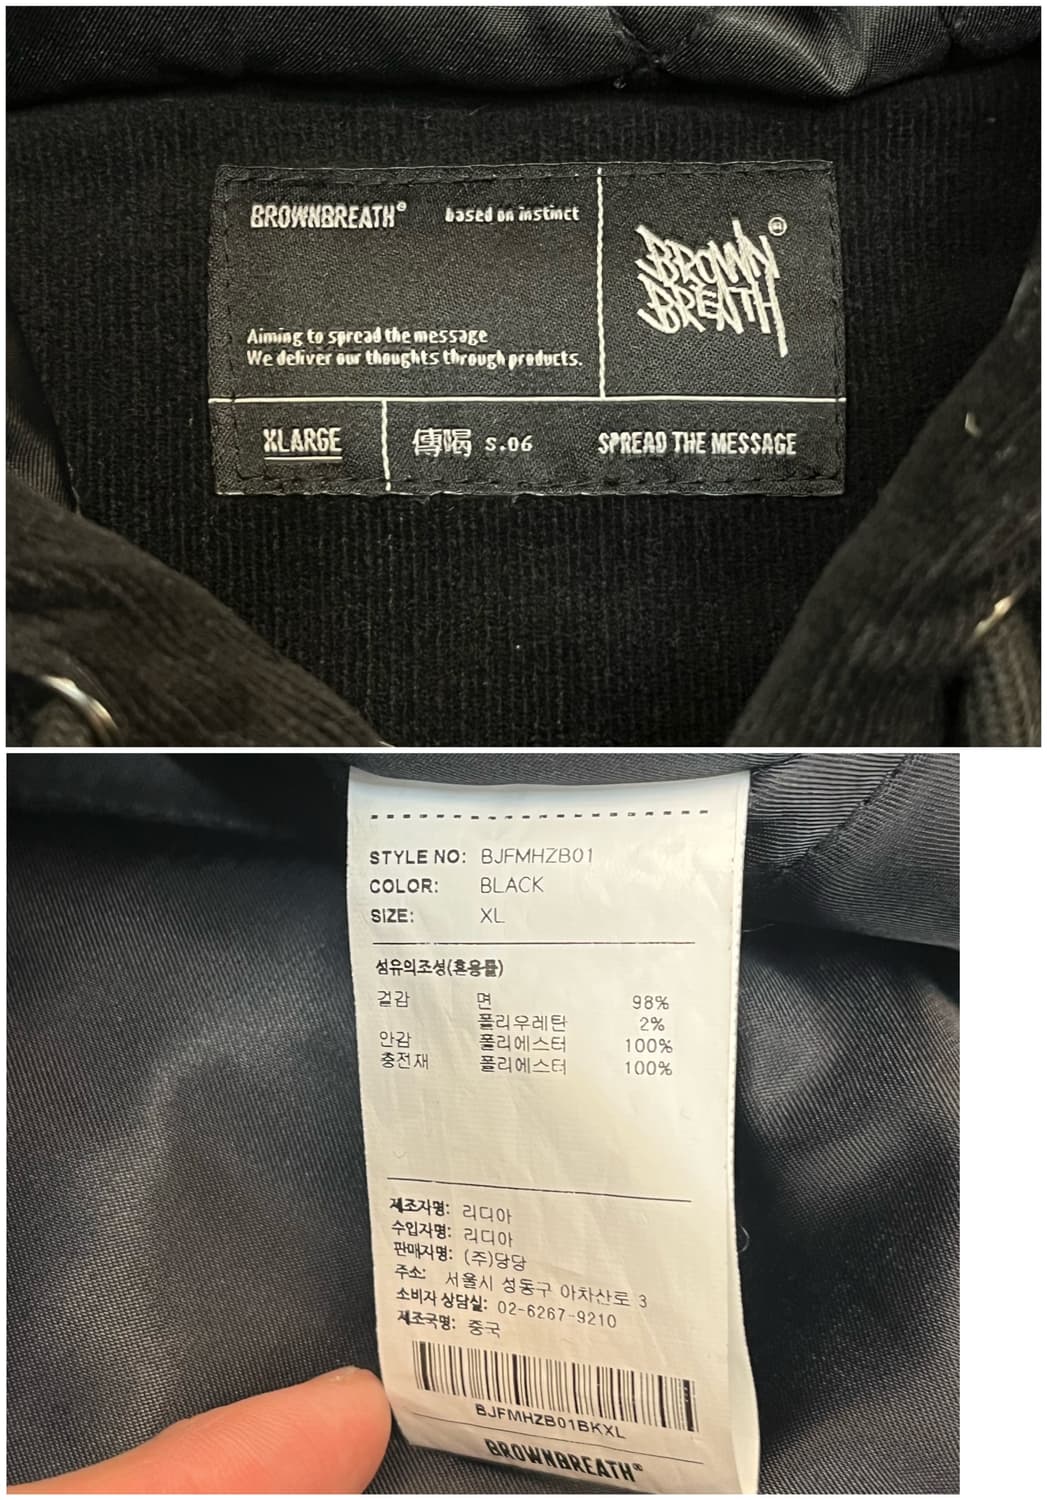 BROWNBREATH® based on instinct
BROWN ®
BREATH
Aiming to spread the message
We deliver our thoughts through products.
XLARGE 傳喝 S.06 SPREAD THE MESSAGE
STYLE NO: BJFMHZB01
COLOR: BLACK
SIZE: XL
섬유의조성(혼용률)
겉감 면 98%
폴리우레탄 2%
안감 폴리에스터 100%
충전재 폴리에스터 100%
제조자명: 리디아
수입자명: 리디아
판매자명: (주)당당
주소: 서울시 성동구 아차산로 3
소비자 상담실: 02-6267-9210
제조국명: 중국
BJFMHZB01BKXL
BROWNBREATH®